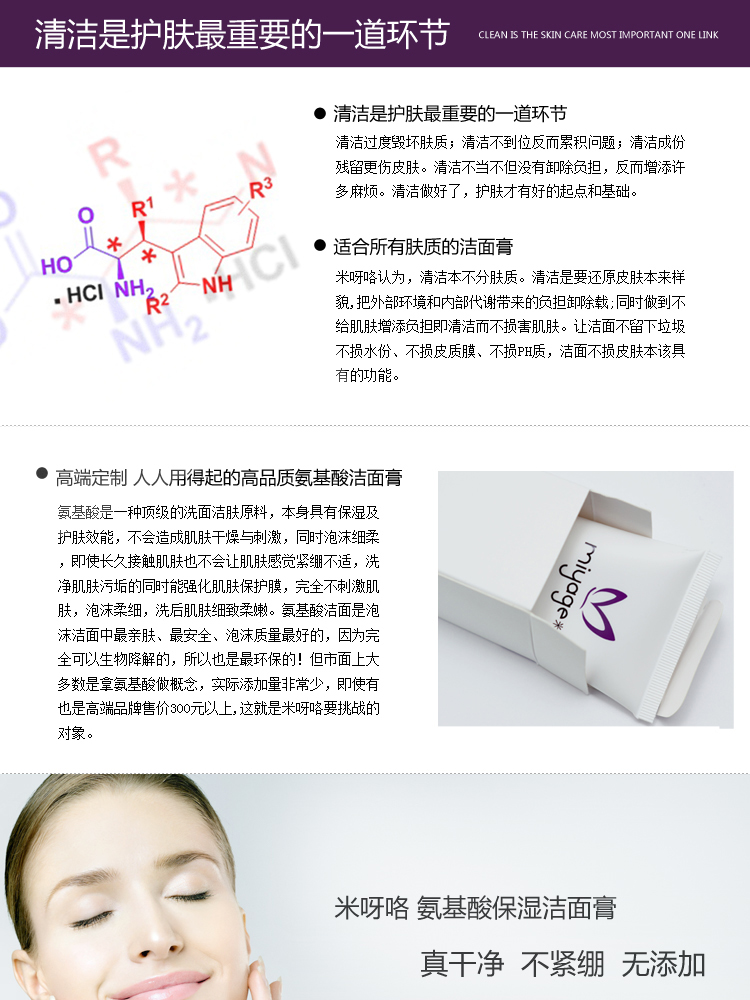 清洁是护肤最重要的一道环节
CLEAN IS THE SKIN CARE MOST IMPORTANT ONE LINK
清洁是护肤最重要的一道环节
清洁过度毁坏肤质；清洁不到位反而累积问题；清洁成份
残留更伤皮肤。清洁不当不但没有卸除负担，反而增添许
多麻烦。清洁做好了，护肤才有好的起点和基础。
适合所有肤质的洁面膏
米呀咯认为，清洁本不分肤质。清洁是要还原皮肤本来样
貌,把外部环境和内部代谢带来的负担卸除载;同时做到不
给肌肤增添负担即清洁而不损害肌肤。让洁面不留下垃圾
不损水份、不损皮质膜、不损PH质，洁面不损皮肤本该具
有的功能。
R
N
R¹
R³
O
HO
NH₂
· HCl
R²
NH
HCl
NH₂
O
高端定制 人人用得起的高品质氨基酸洁面膏
氨基酸是一种顶级的洗面洁肤原料，本身具有保湿及
护肤效能，不会造成肌肤干燥与刺激，同时泡沫细柔
，即使长久接触肌肤也不会让肌肤感觉紧绷不适，洗
净肌肤污垢的同时能强化肌肤保护膜，完全不刺激肌
肤，泡沫柔细，洗后肌肤细致柔嫩。氨基酸洁面是泡
沫洁面中最亲肤、最安全、泡沫质量最好的，因为完
全可以生物降解的，所以也是最环保的！但市面上大
多数是拿氨基酸做概念，实际添加量非常少，即使有
也是高端品牌售价300元以上,这就是米呀咯要挑战的
对象。
miyage*
米呀咯 氨基酸保湿洁面膏
真干净 不紧绷 无添加